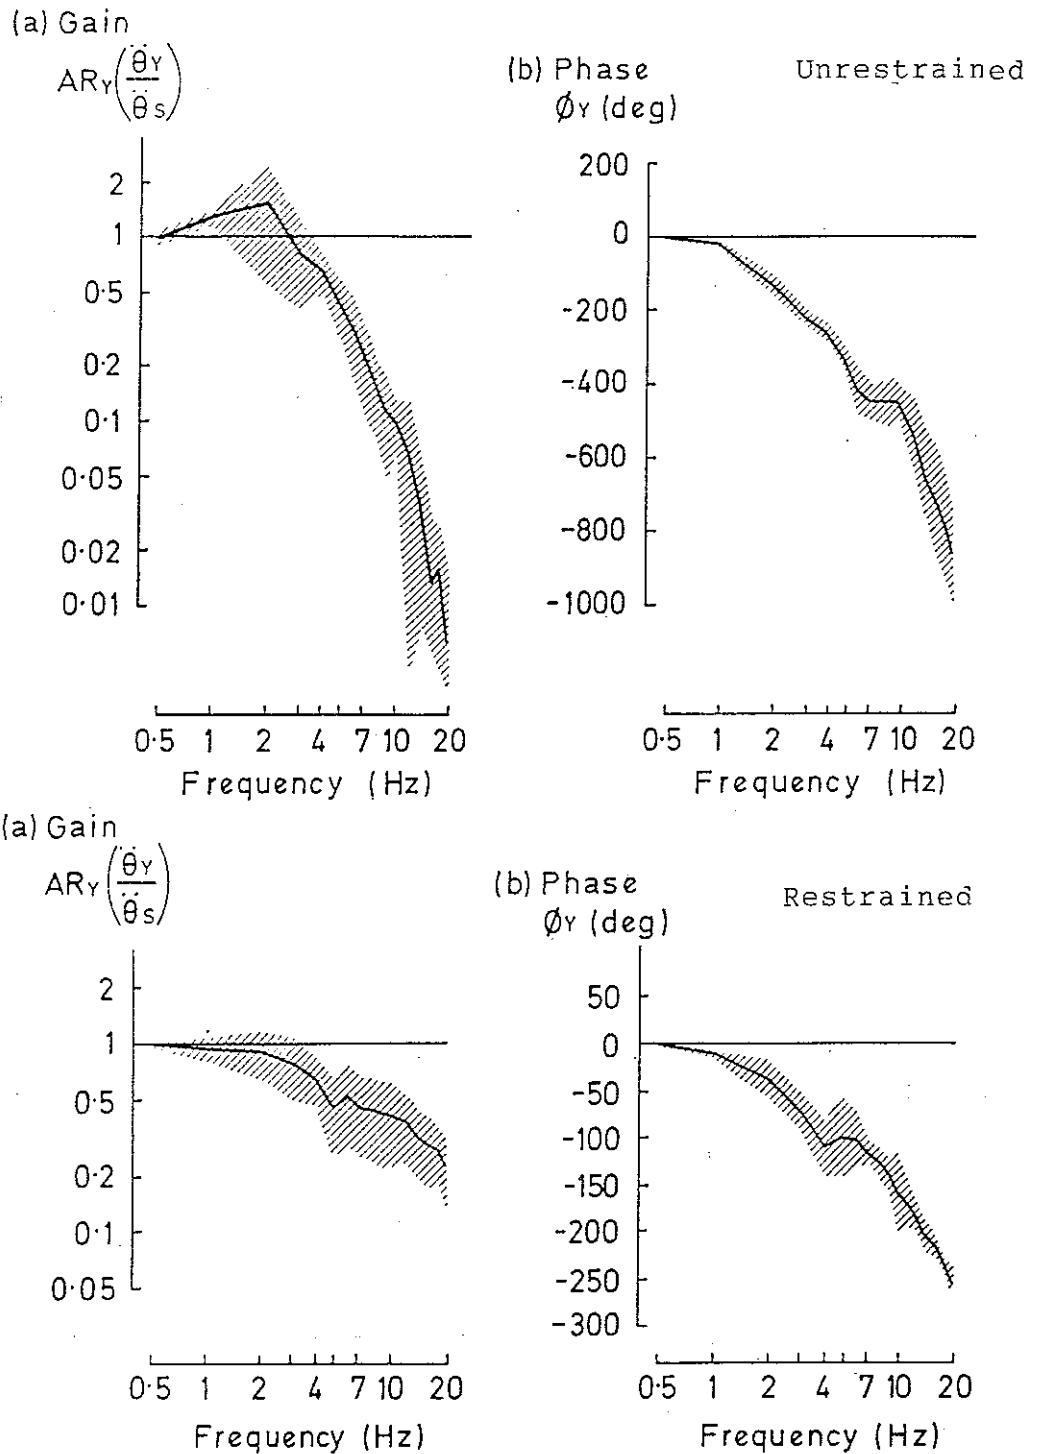 (a) Gain
ARY(θ̈Y/θ̈S)
(b) Phase
ØY (deg)
Unrestrained
2
1
0·5
0·2
0·1
0·05
0·02
0·01
200
0
-200
-400
-600
-800
-1000
0·5 1 2 4 7 10 20
Frequency (Hz)
0·5 1 2 4 7 10 20
Frequency (Hz)
(a) Gain
ARY(θ̈Y/θ̈S)
(b) Phase
ØY (deg)
Restrained
2
1
0·5
0·2
0·1
0·05
50
0
-50
-100
-150
-200
-250
-300
0·5 1 2 4 7 10 20
Frequency (Hz)
0·5 1 2 4 7 10 20
Frequency (Hz)